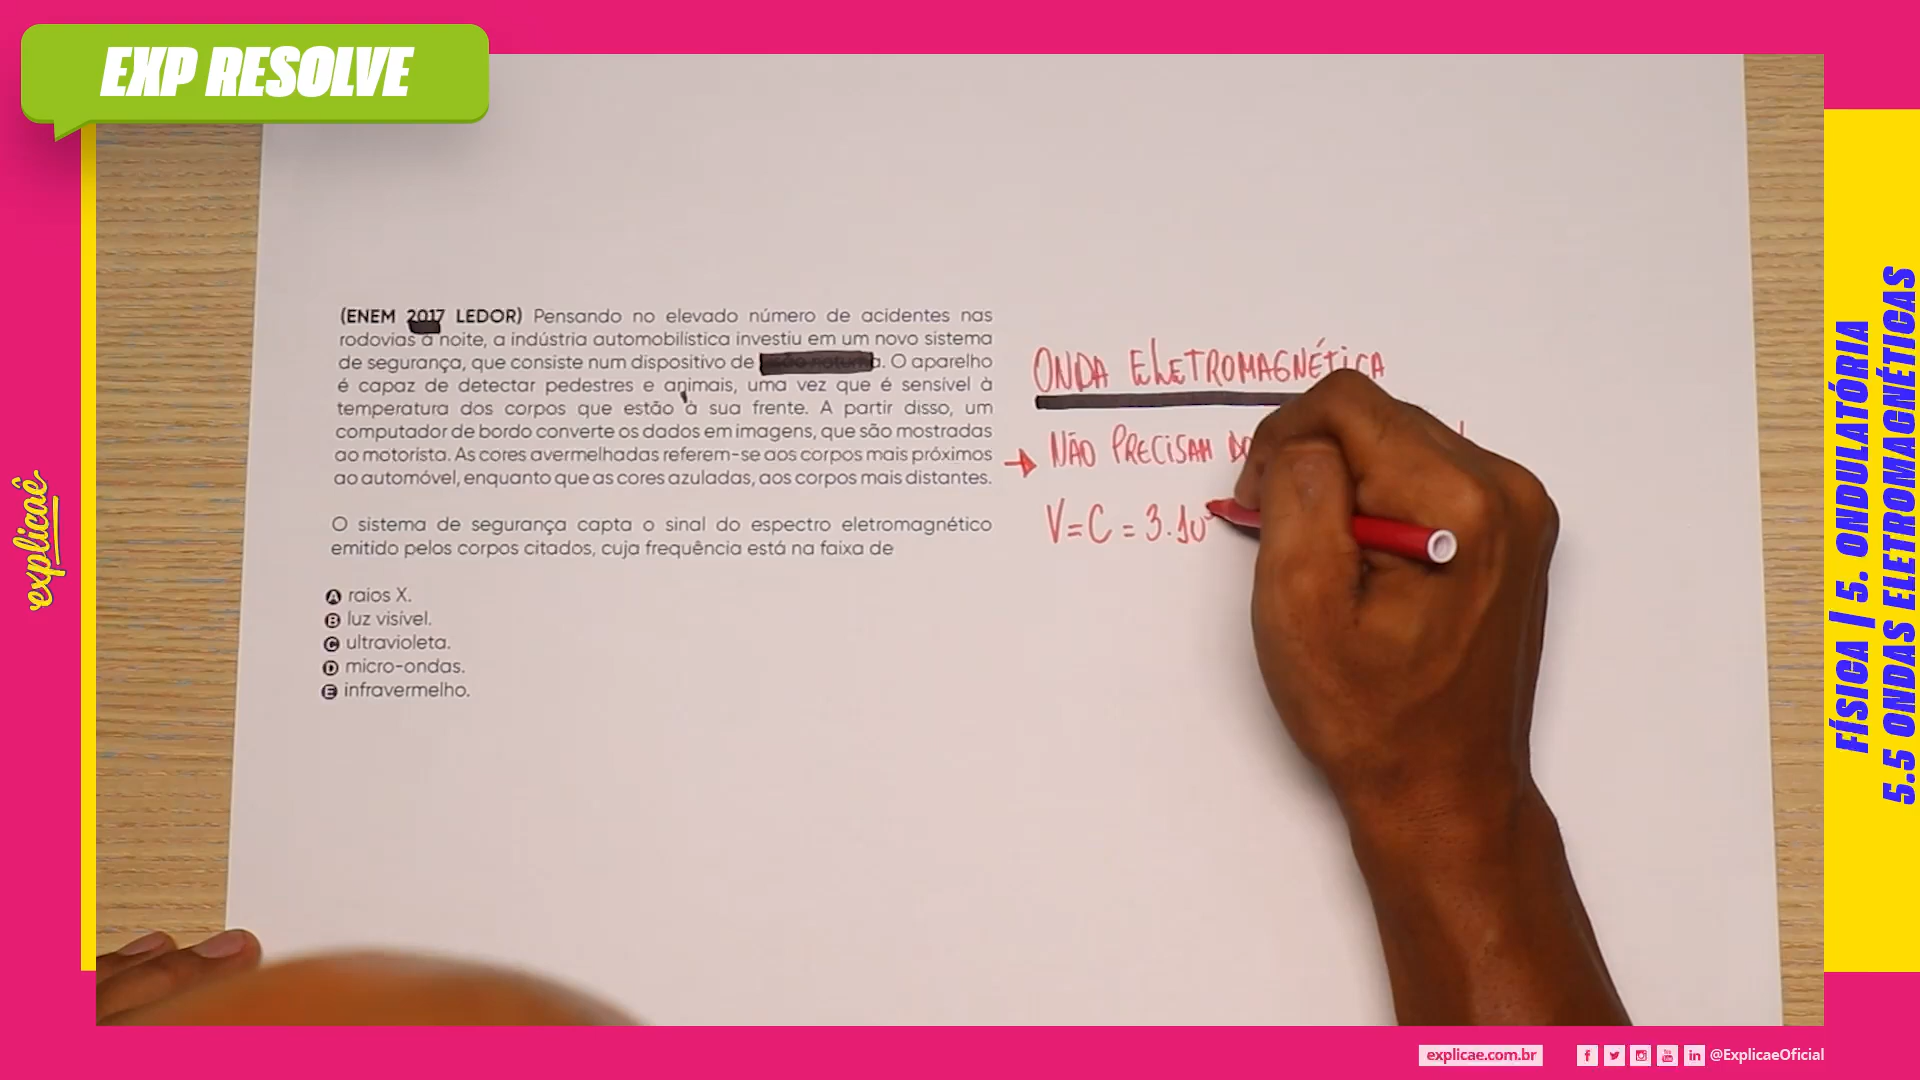 EXP RESOLVE
(ENEM 2017 LEDOR) Pensando no elevado número de acidentes nas
rodovias à noite, a indústria automobilística investiu em um novo sistema
de segurança, que consiste num dispositivo de
. O aparelho
é capaz de detectar pedestres e animais, uma vez que é sensível à
temperatura dos corpos que estão à sua frente. A partir disso, um
computador de bordo converte os dados em imagens, que são mostradas
ao motorista. As cores avermelhadas referem-se aos corpos mais próximos
ao automóvel, enquanto que as cores azuladas, aos corpos mais distantes.
O sistema de segurança capta o sinal do espectro eletromagnético
emitido pelos corpos citados, cuja frequência está na faixa de
A raios X.
B luz visível.
C ultravioleta.
D micro-ondas.
E infravermelho.
ONDA ELETROMAGNÉTICA
NÃO PRECISAM DO
V=C = 3.10
explicaê
FÍSICA | 5. ONDULATÓRIA
5.5 ONDAS ELETROMAGNÉTICAS
explicae.com.br
@ExplicaeOficial